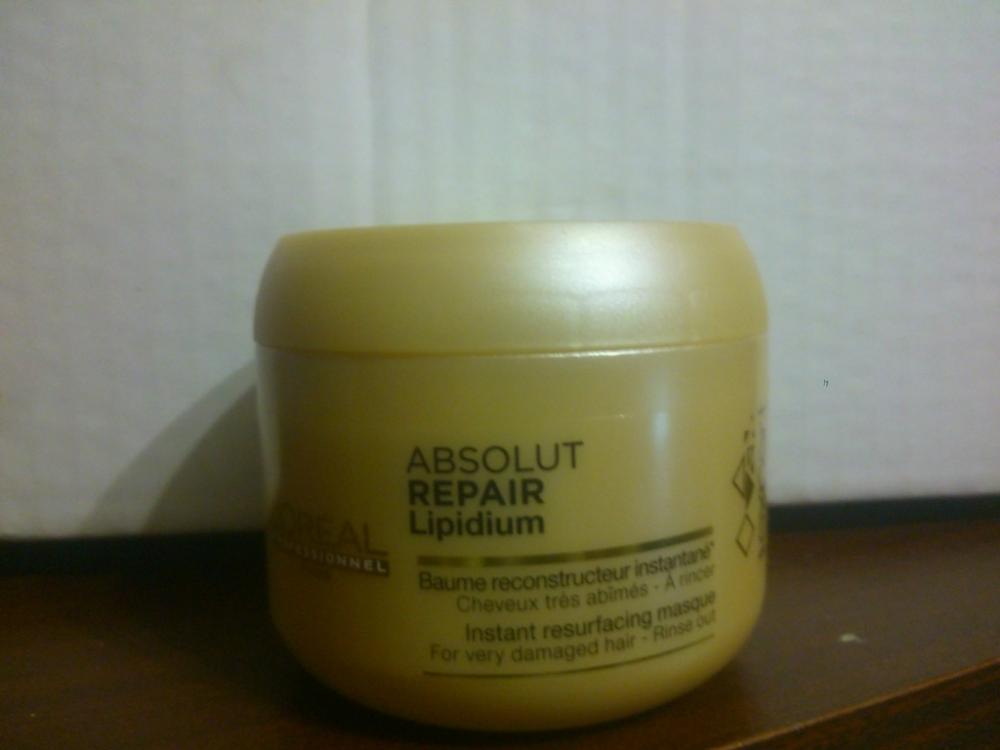 ABSOLUT
REPAIR
Lipidium
L'ORÉAL
PROFESSIONNEL
Baume reconstructeur instantané*
Cheveux très abîmés - À rincer
Instant resurfacing masque
For very damaged hair - Rinse out